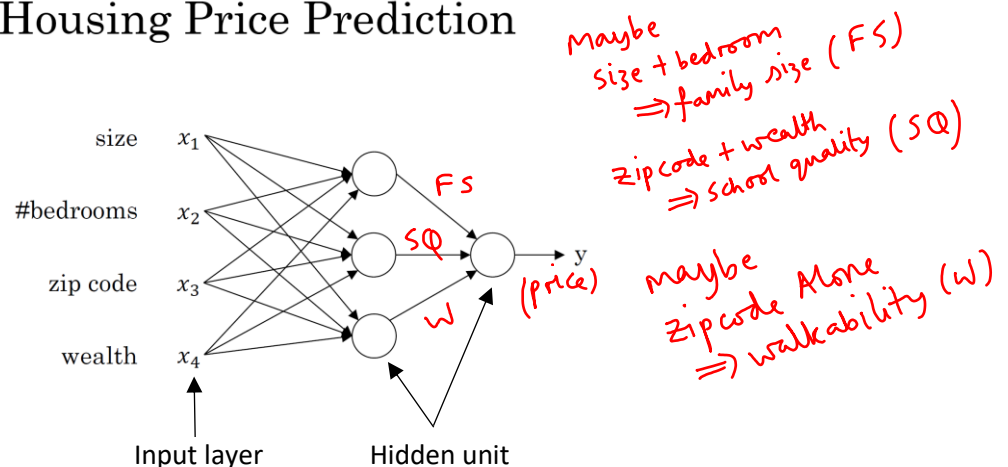 Housing Price Prediction
Maybe
size + bedroom
⇒ family size (FS)
zipcode + wealth
⇒ school quality (SQ)
maybe
zipcode Alone
⇒ walkability (W)
size x₁
#bedrooms x₂
zip code x₃
wealth x₄
FS
SQ
W
y
(price)
Input layer
Hidden unit